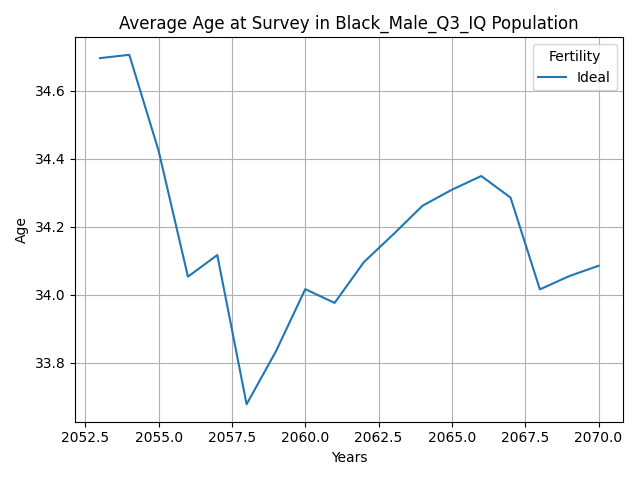 Average Age at Survey in Black_Male_Q3_IQ Population
Fertility
Ideal
34.6
34.4
34.2
34.0
33.8
Age
2052.5 2055.0 2057.5 2060.0 2062.5 2065.0 2067.5 2070.0
Years